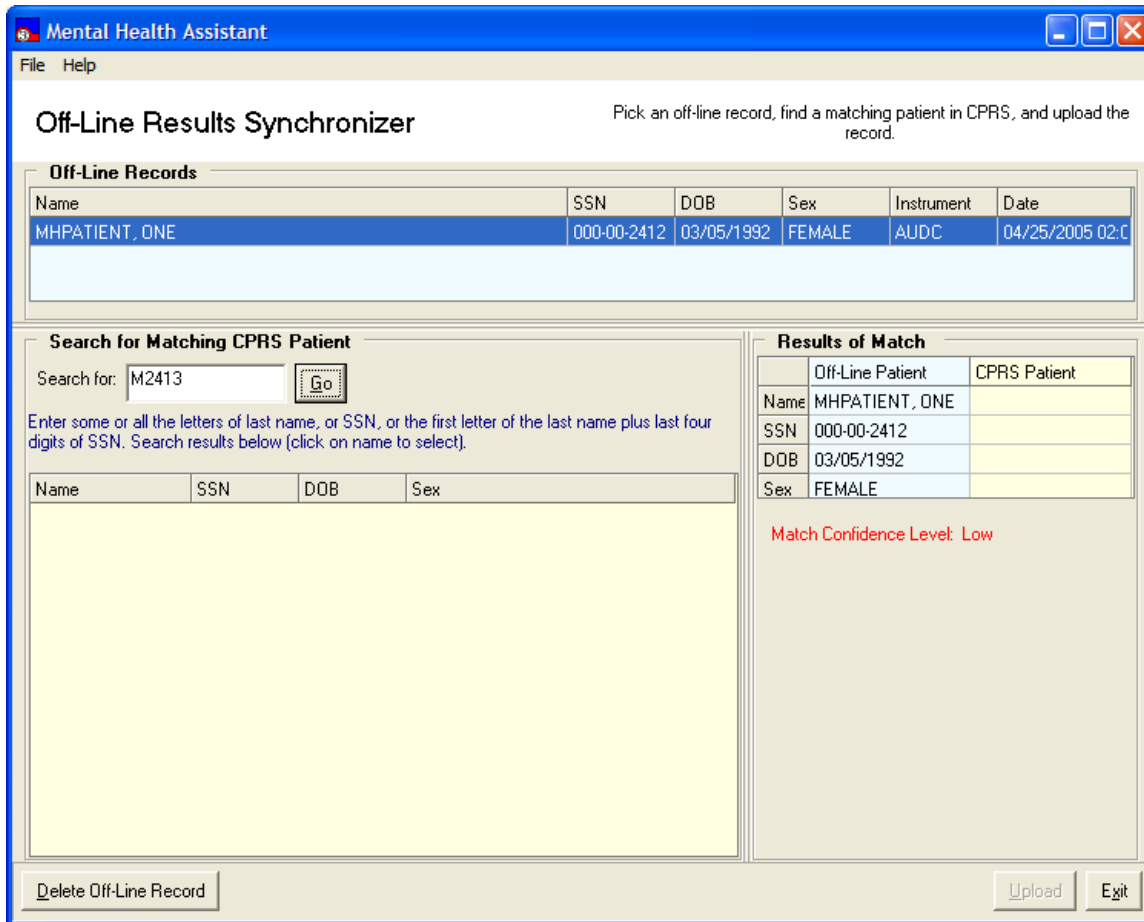 Mental Health Assistant
File Help
Off-Line Results Synchronizer
Pick an off-line record, find a matching patient in CPRS, and upload the
record.
Off-Line Records
Name SSN DOB Sex Instrument Date
MHPATIENT, ONE 000-00-2412 03/05/1992 FEMALE AUDC 04/25/2005 02:0
Search for Matching CPRS Patient
Search for: M2413 Go
Enter some or all the letters of last name, or SSN, or the first letter of the last name plus last four
digits of SSN. Search results below (click on name to select).
Name SSN DOB Sex
Results of Match
Off-Line Patient CPRS Patient
Name MHPATIENT, ONE
SSN 000-00-2412
DOB 03/05/1992
Sex FEMALE
Match Confidence Level: Low
Delete Off-Line Record Upload Exit